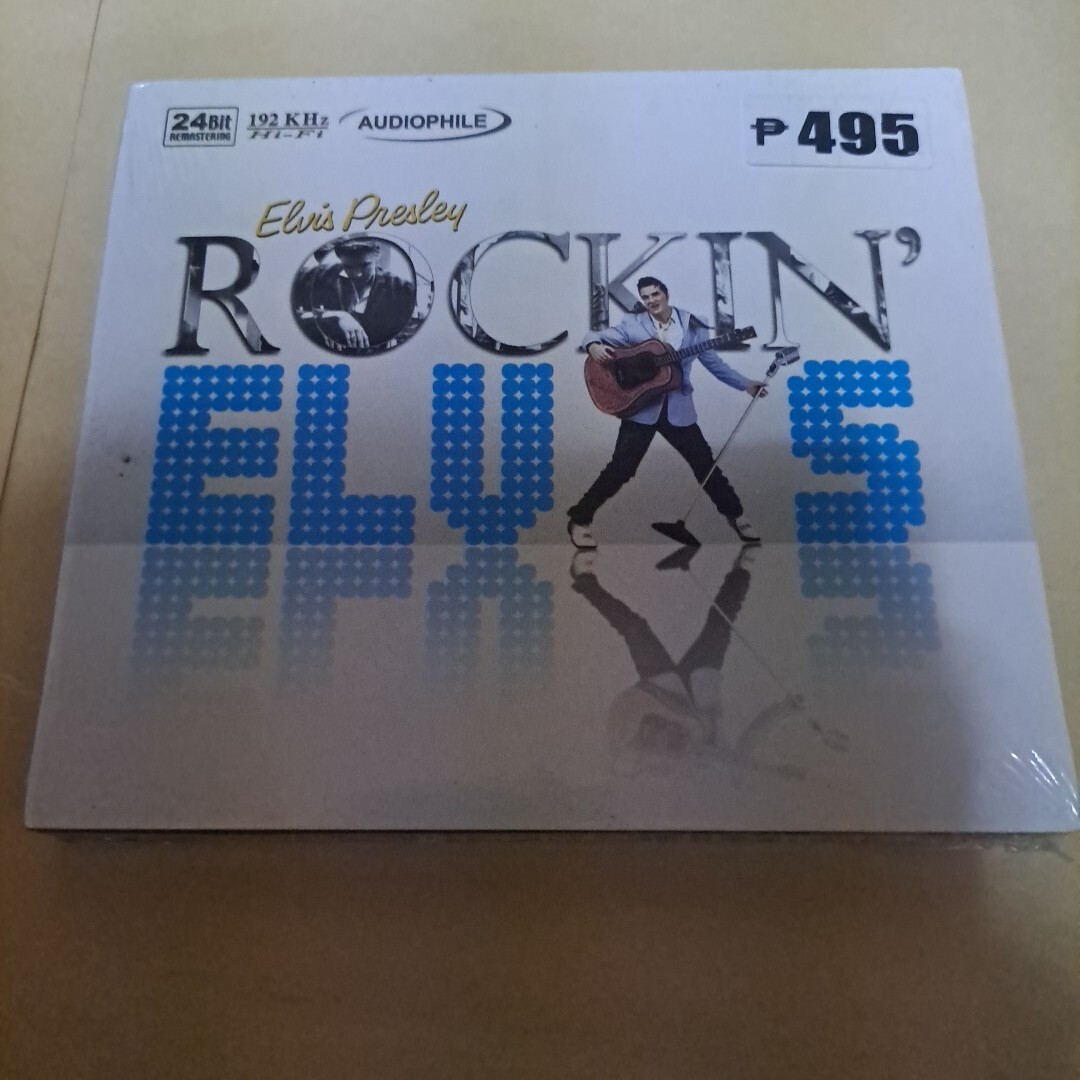 24Bit
REMASTERING
192 KHz
Hi-Fi
AUDIOPHILE
₱495
Elvis Presley
ROCKIN'
ELVIS